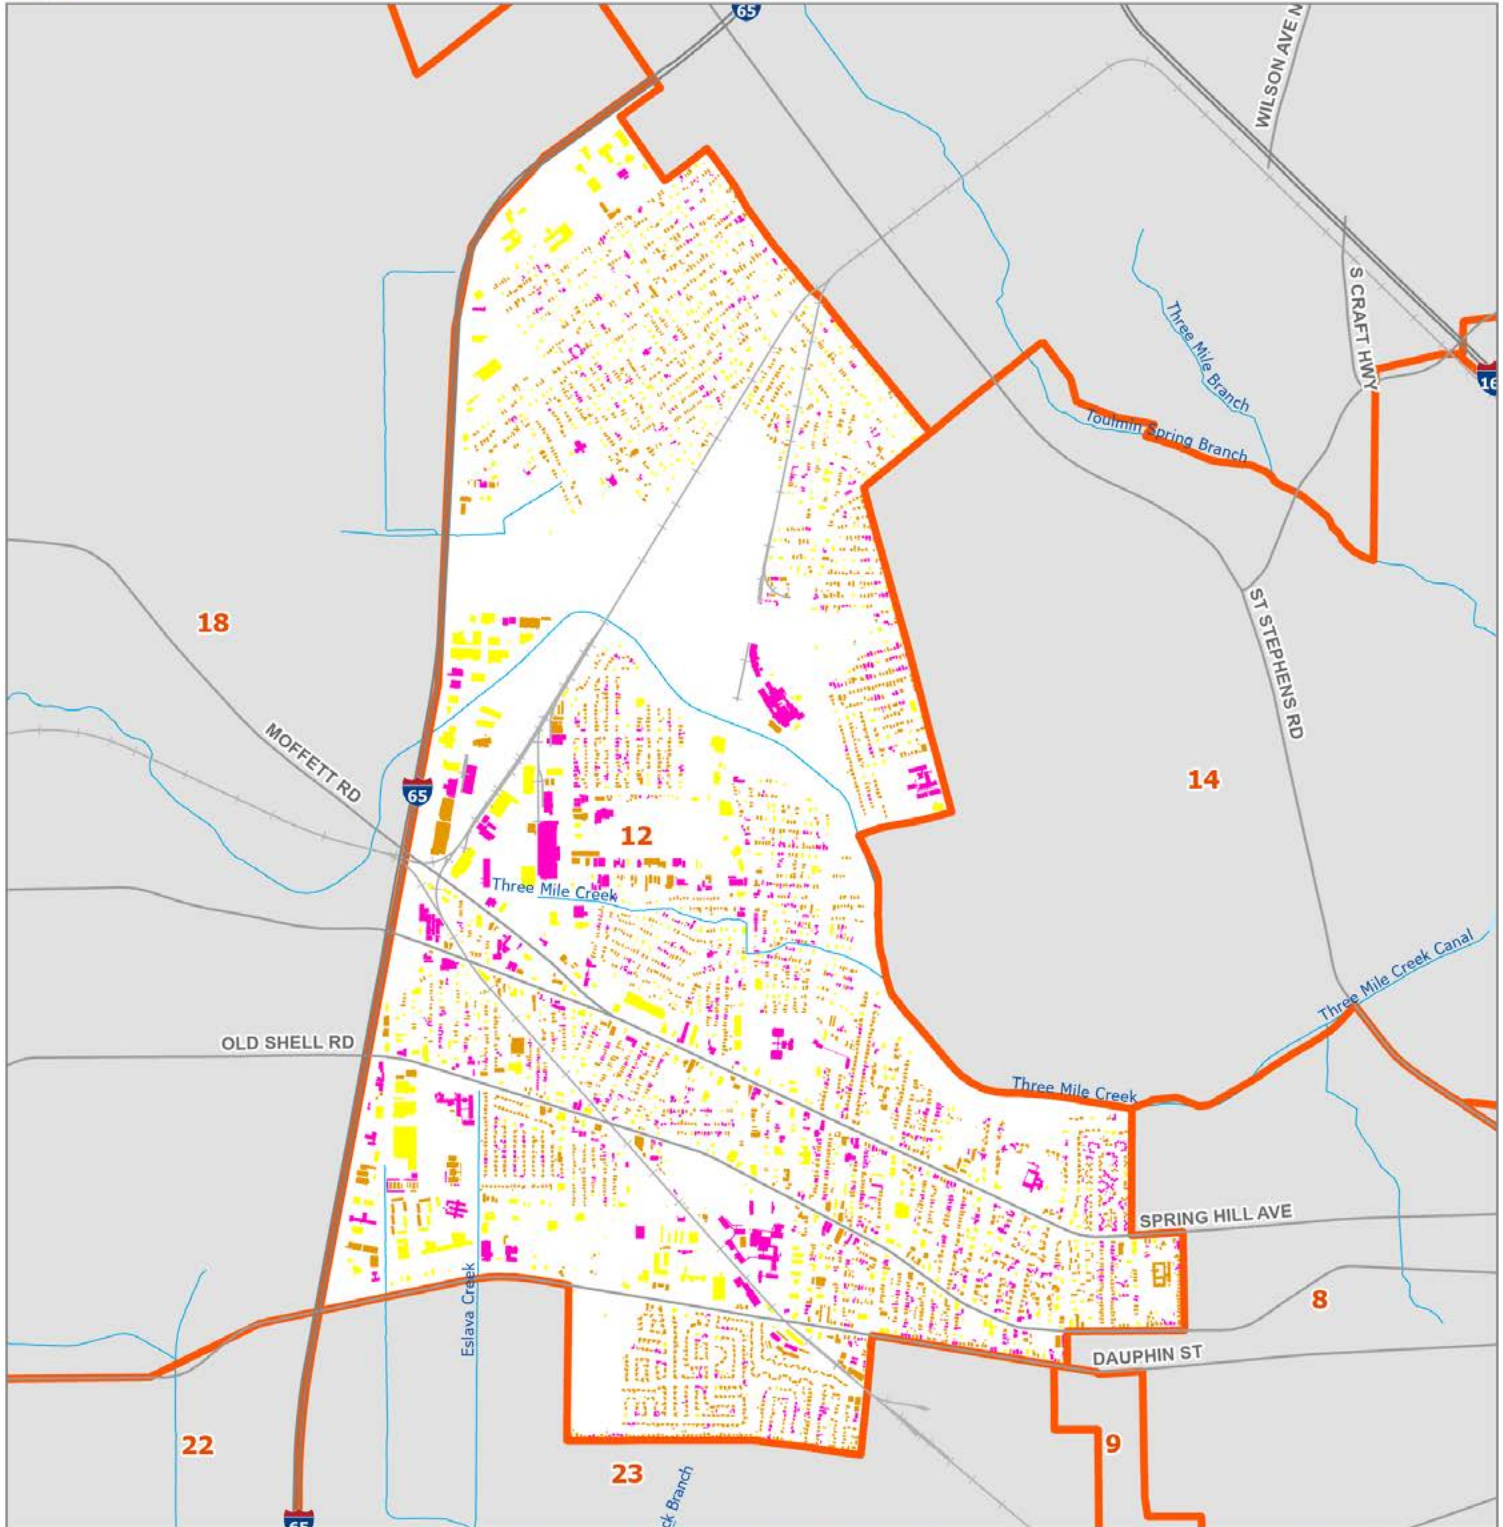 65
WILSON AVE N
S CRAFT HWY
Three Mile Branch
16
Toulmin Spring Branch
18
ST STEPHENS RD
MOFFETT RD
65
14
12
Three Mile Creek
Three Mile Creek Canal
OLD SHELL RD
Three Mile Creek
SPRING HILL AVE
Eslava Creek
8
DAUPHIN ST
22
9
23
ck Branch
65